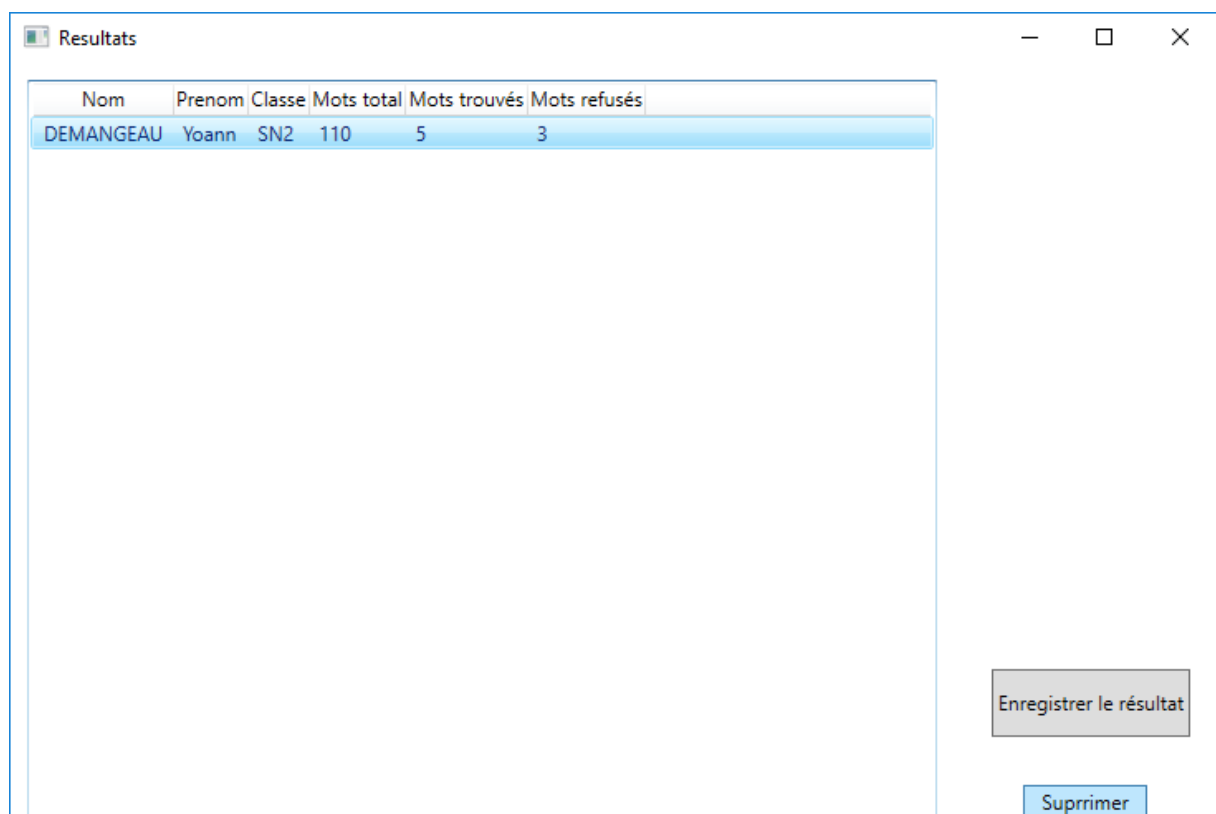 Resultats
Nom Prenom Classe Mots total Mots trouvés Mots refusés
DEMANGEAU Yoann SN2 110 5 3
Enregistrer le résultat
Suprrimer